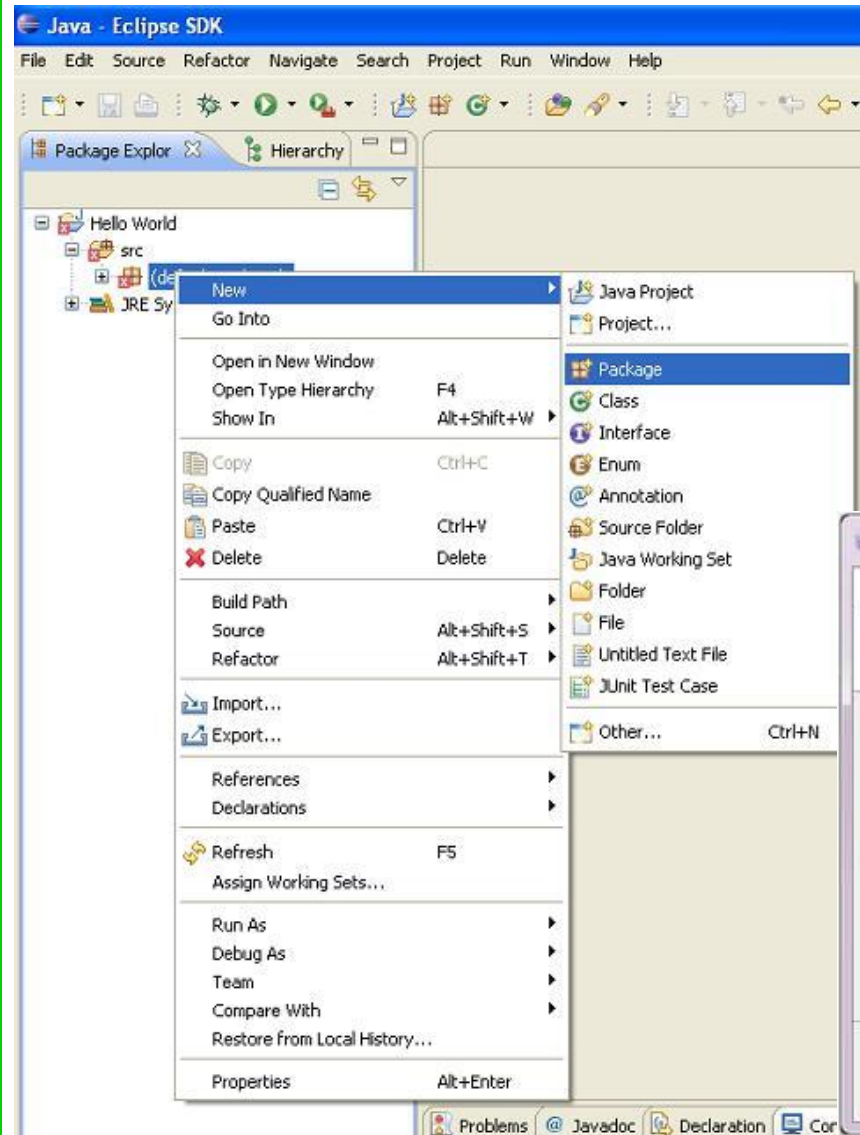 Java - Eclipse SDK
File Edit Source Refactor Navigate Search Project Run Window Help
Package Explor Hierarchy
Hello World
src
JRE Sy
New
Go Into
Open in New Window
Open Type Hierarchy F4
Show In Alt+Shift+W
Copy Ctrl+C
Copy Qualified Name
Paste Ctrl+V
Delete Delete
Build Path
Source Alt+Shift+S
Refactor Alt+Shift+T
Import...
Export...
References
Declarations
Refresh F5
Assign Working Sets...
Run As
Debug As
Team
Compare With
Restore from Local History...
Properties Alt+Enter
Java Project
Project...
Package
Class
Interface
Enum
Annotation
Source Folder
Java Working Set
Folder
File
Untitled Text File
JUnit Test Case
Other... Ctrl+N
Problems @ Javadoc Declaration Cor